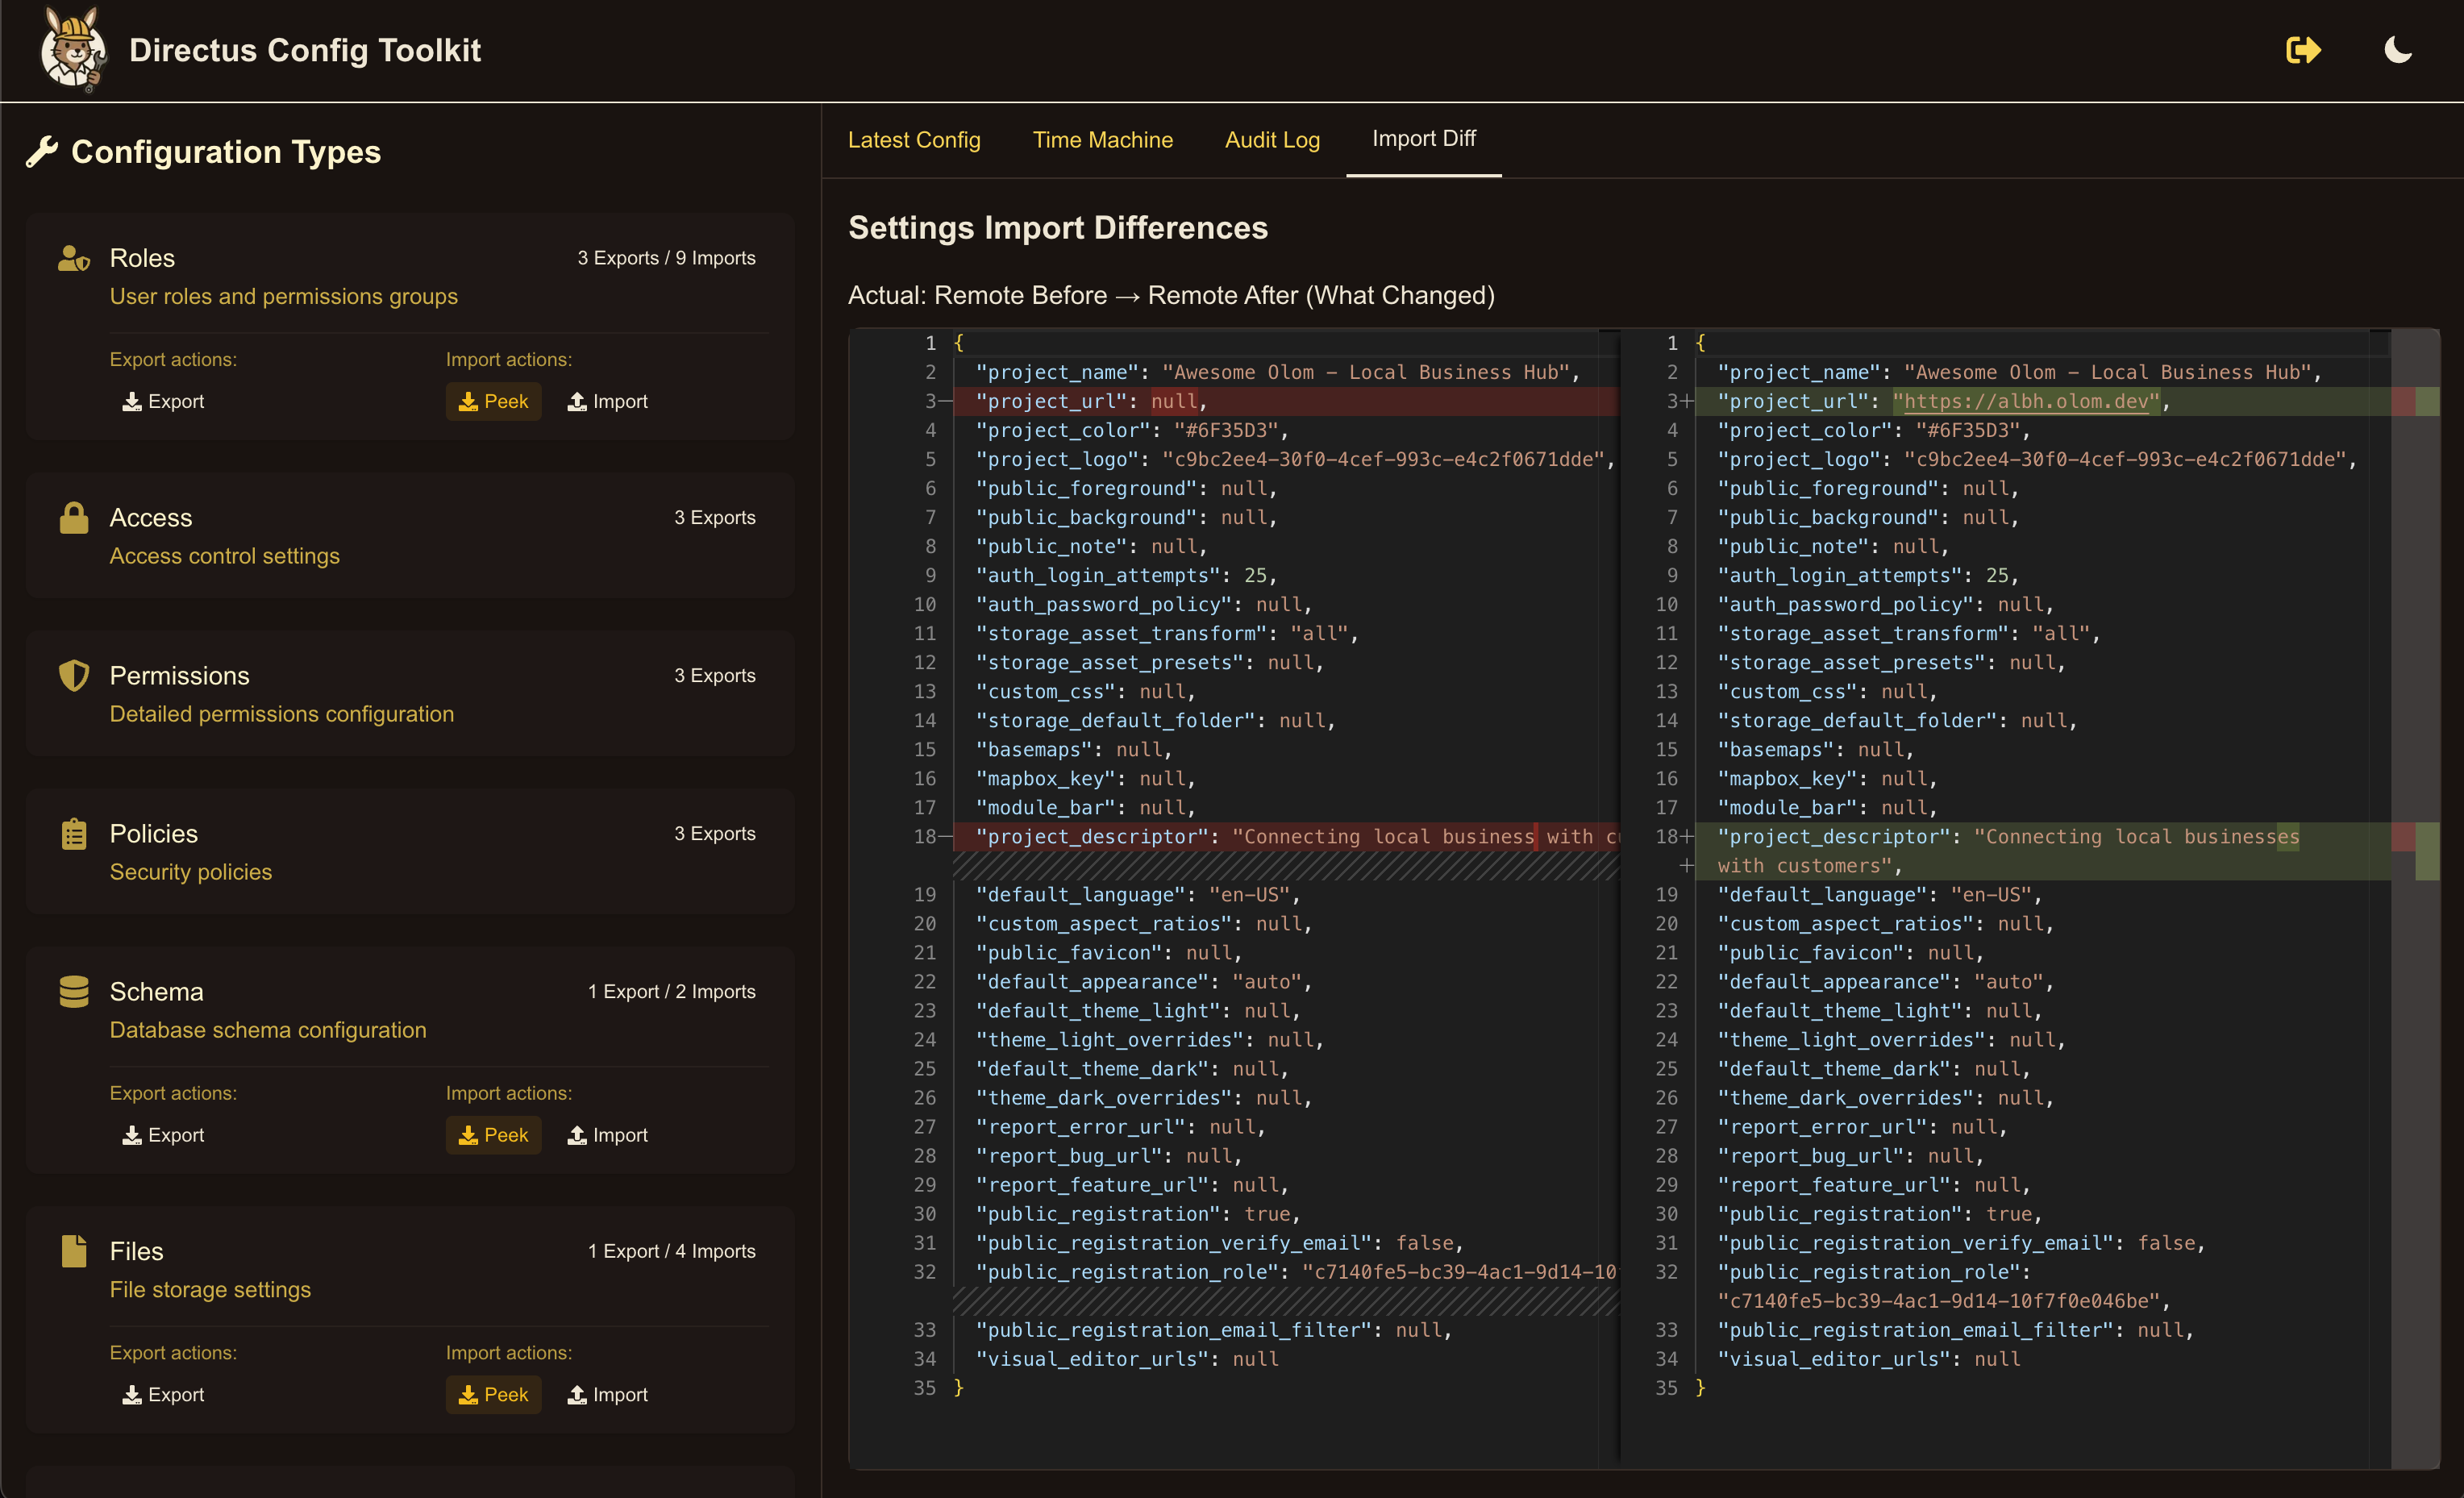 Directus Config Toolkit
Configuration Types
Roles
3 Exports / 9 Imports
User roles and permissions groups
Export actions:
Import actions:
Export
Peek
Import
Access
3 Exports
Access control settings
Permissions
3 Exports
Detailed permissions configuration
Policies
3 Exports
Security policies
Schema
1 Export / 2 Imports
Database schema configuration
Export actions:
Import actions:
Export
Peek
Import
Files
1 Export / 4 Imports
File storage settings
Export actions:
Import actions:
Export
Peek
Import
Latest Config
Time Machine
Audit Log
Import Diff
Settings Import Differences
Actual: Remote Before → Remote After (What Changed)
1 {
2 "project_name": "Awesome Olom – Local Business Hub",
3− "project_url": null,
4 "project_color": "#6F35D3",
5 "project_logo": "c9bc2ee4-30f0-4cef-993c-e4c2f0671dde",
6 "public_foreground": null,
7 "public_background": null,
8 "public_note": null,
9 "auth_login_attempts": 25,
10 "auth_password_policy": null,
11 "storage_asset_transform": "all",
12 "storage_asset_presets": null,
13 "custom_css": null,
14 "storage_default_folder": null,
15 "basemaps": null,
16 "mapbox_key": null,
17 "module_bar": null,
18− "project_descriptor": "Connecting local business with
19 "default_language": "en-US",
20 "custom_aspect_ratios": null,
21 "public_favicon": null,
22 "default_appearance": "auto",
23 "default_theme_light": null,
24 "theme_light_overrides": null,
25 "default_theme_dark": null,
26 "theme_dark_overrides": null,
27 "report_error_url": null,
28 "report_bug_url": null,
29 "report_feature_url": null,
30 "public_registration": true,
31 "public_registration_verify_email": false,
32 "public_registration_role": "c7140fe5-bc39-4ac1-9d14-10
33 "public_registration_email_filter": null,
34 "visual_editor_urls": null
35 }
1 {
2 "project_name": "Awesome Olom – Local Business Hub",
3+ "project_url": "https://albh.olom.dev",
4 "project_color": "#6F35D3",
5 "project_logo": "c9bc2ee4-30f0-4cef-993c-e4c2f0671dde",
6 "public_foreground": null,
7 "public_background": null,
8 "public_note": null,
9 "auth_login_attempts": 25,
10 "auth_password_policy": null,
11 "storage_asset_transform": "all",
12 "storage_asset_presets": null,
13 "custom_css": null,
14 "storage_default_folder": null,
15 "basemaps": null,
16 "mapbox_key": null,
17 "module_bar": null,
18+ "project_descriptor": "Connecting local businesses
+ with customers",
19 "default_language": "en-US",
20 "custom_aspect_ratios": null,
21 "public_favicon": null,
22 "default_appearance": "auto",
23 "default_theme_light": null,
24 "theme_light_overrides": null,
25 "default_theme_dark": null,
26 "theme_dark_overrides": null,
27 "report_error_url": null,
28 "report_bug_url": null,
29 "report_feature_url": null,
30 "public_registration": true,
31 "public_registration_verify_email": false,
32 "public_registration_role":
"c7140fe5-bc39-4ac1-9d14-10f7f0e046be",
33 "public_registration_email_filter": null,
34 "visual_editor_urls": null
35 }